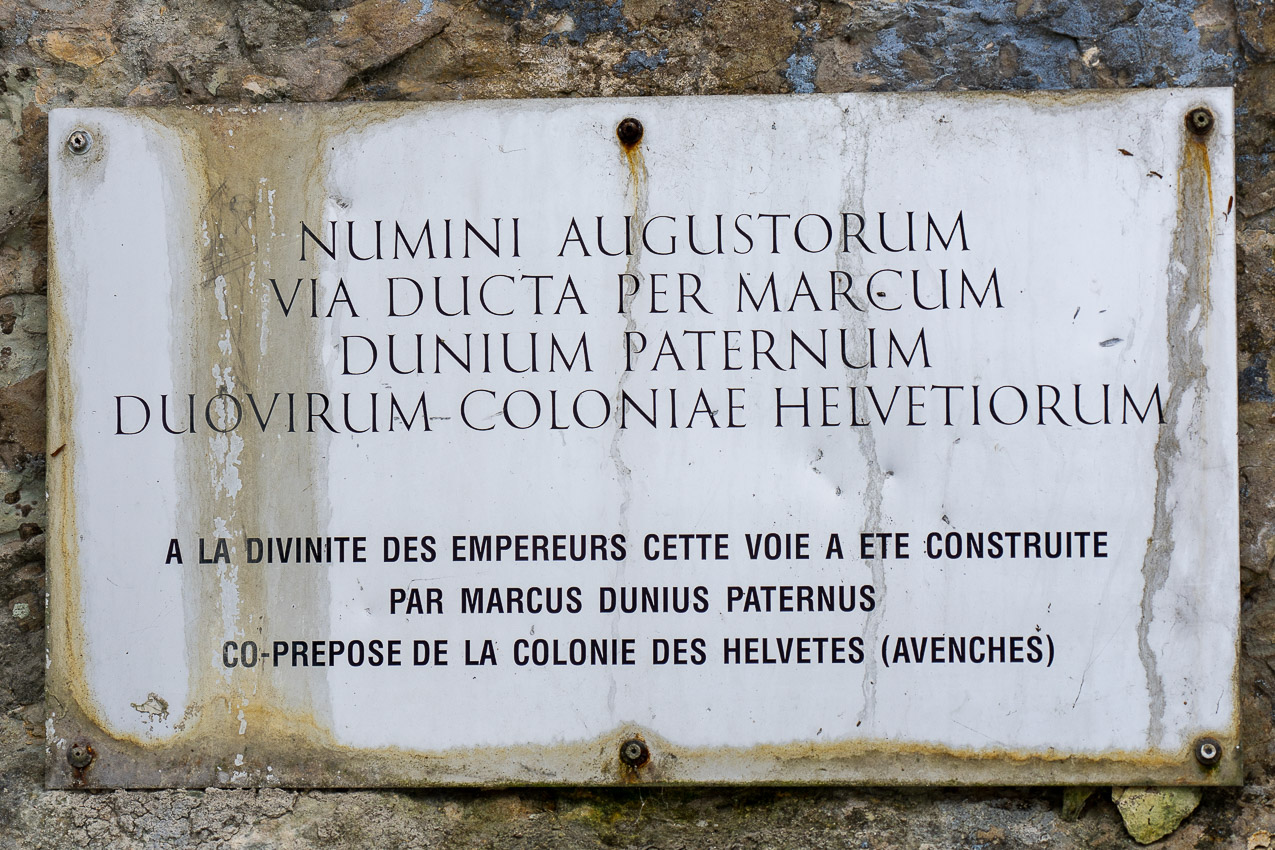 NUMINI AUGUSTORUM
VIA DUCTA PER MARCUM
DUNIUM PATERNUM
DUOVIRUM COLONIAE HELVETIORUM
A LA DIVINITE DES EMPEREURS CETTE VOIE A ETE CONSTRUITE
PAR MARCUS DUNIUS PATERNUS
CO-PREPOSE DE LA COLONIE DES HELVETES (AVENCHES)